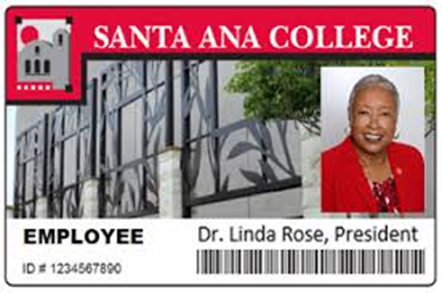 SANTA ANA COLLEGE
EMPLOYEE
Dr. Linda Rose, President
ID # 1234567890